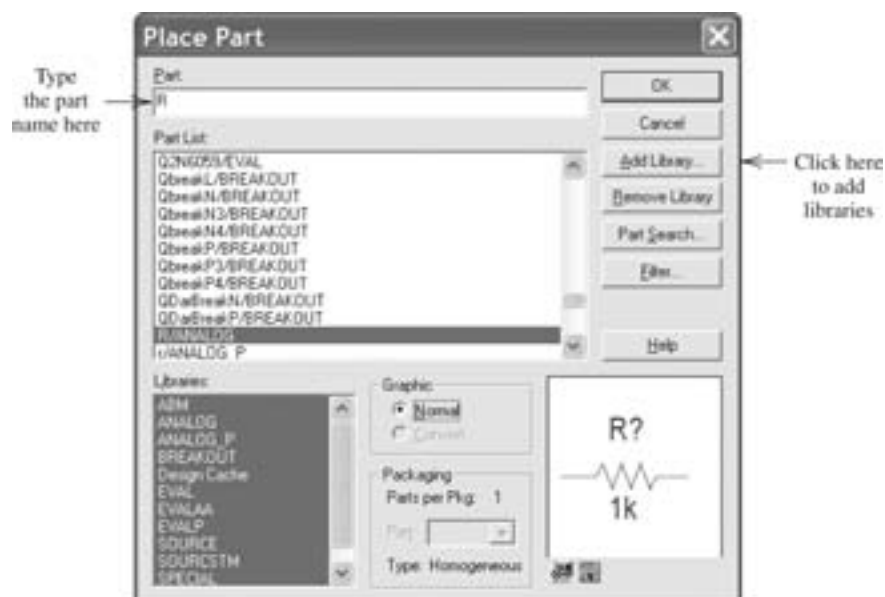 Place Part
Type
the part
name here
Part:
R
Part List:
Q2N6059/EVAL
QbreakL/BREAKOUT
QbreakN/BREAKOUT
QbreakN3/BREAKOUT
QbreakN4/BREAKOUT
QbreakP/BREAKOUT
QbreakP3/BREAKOUT
QbreakP4/BREAKOUT
QDarBreakN/BREAKOUT
QDarBreakP/BREAKOUT
R/ANALOG
r/ANALOG_P
OK
Cancel
Add Library...
Remove Library
Part Search...
Filter...
Help
Click here
to add
libraries
Libraries:
ABM
ANALOG
ANALOG_P
BREAKOUT
Design Cache
EVAL
EVALAA
EVALP
SOURCE
SOURCSTM
SPECIAL
Graphic
Normal
Convert
Packaging
Parts per Pkg: 1
Part:
Type: Homogeneous
R?
1k